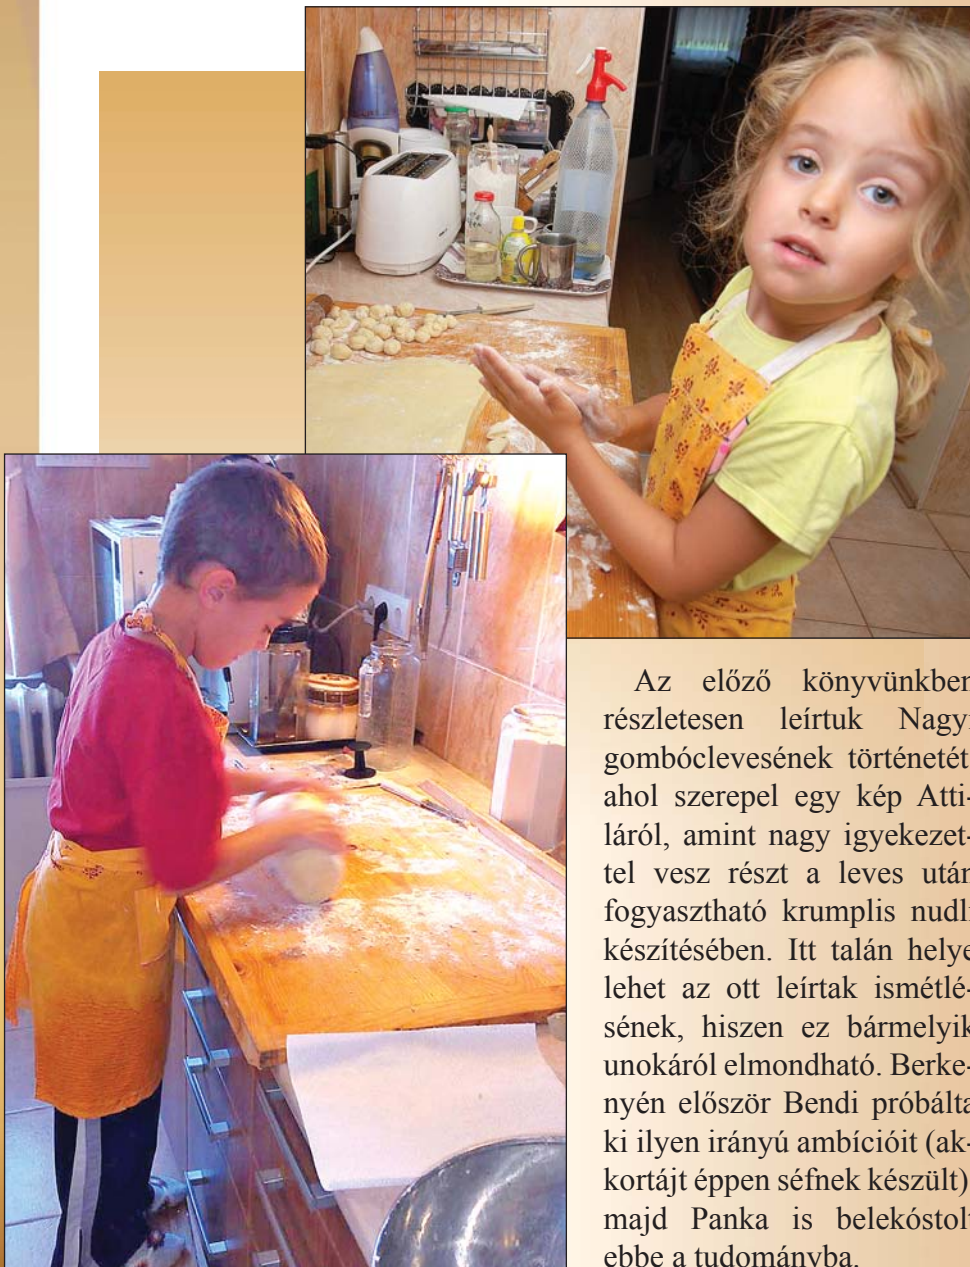 Az előző könyvünkben
részletesen leírtuk Nagyi
gombóclevesének történetét,
ahol szerepel egy kép Atti-
láról, amint nagy igyekezet-
tel vesz részt a leves után
fogyasztható krumplis nudli
készítésében. Itt talán helye
lehet az ott leírtak ismétlé-
sének, hiszen ez bármelyik
unokáról elmondható. Berke-
nyén először Bendi próbálta
ki ilyen irányú ambícióit (ak-
kortájt éppen séfnek készült)
majd Panka is belekóstolt
ebbe a tudományba.